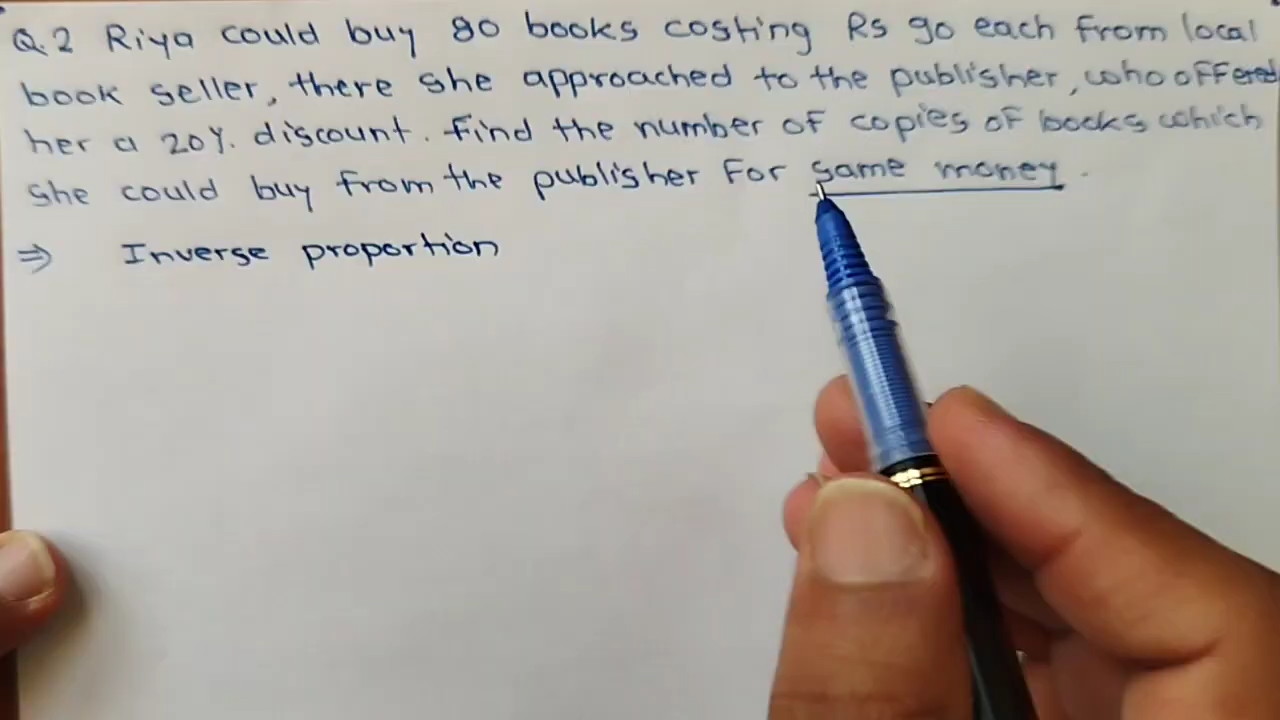 Q.2 Riya could buy 80 books costing Rs 90 each from local
book seller, there she approached to the publisher, who offered
her a 20%. discount. Find the number of copies of books which
she could buy from the publisher for same money.
⇒ Inverse proportion